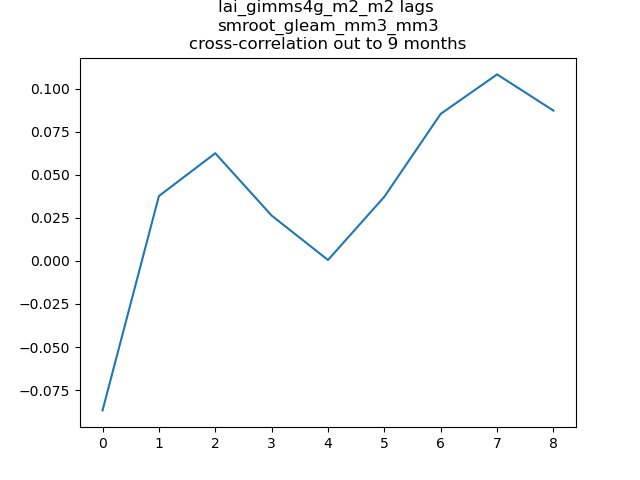 lai_gimms4g_m2_m2 lags
smroot_gleam_mm3_mm3
cross-correlation out to 9 months
0.100
0.075
0.050
0.025
0.000
−0.025
−0.050
−0.075
0 1 2 3 4 5 6 7 8